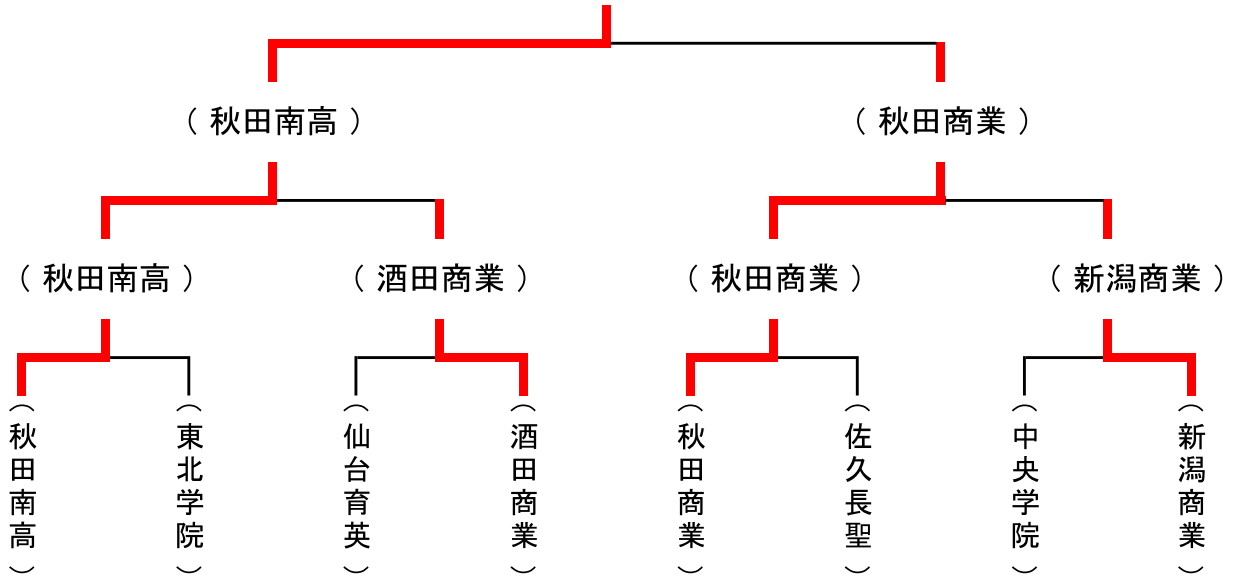 （ 秋田南高 ）
（ 秋田商業 ）
（ 秋田南高 ）
（ 酒田商業 ）
（ 秋田商業 ）
（ 新潟商業 ）
（秋田南高）
（東北学院）
（仙台育英）
（酒田商業）
（秋田商業）
（佐久長聖）
（中央学院）
（新潟商業）